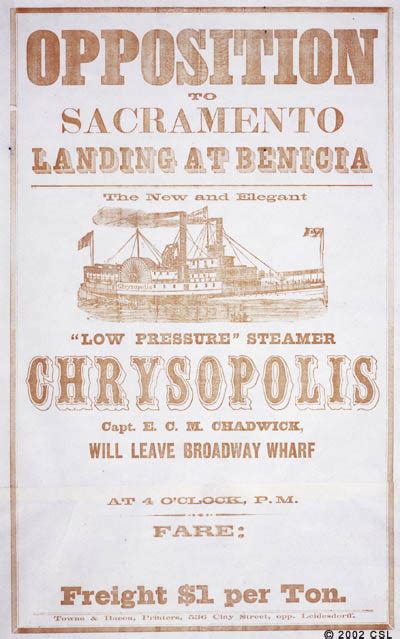 OPPOSITION
TO
SACRAMENTO
LANDING AT BENICIA
The New and Elegant
Chrysopolis
"LOW PRESSURE" STEAMER
CHRYSOPOLIS
Capt. E. C. M. CHADWICK,
WILL LEAVE BROADWAY WHARF
AT 4 O'CLOCK, P.M.
FARE:
Freight $1 per Ton.
Towne & Bacon, Printers, 536 Clay Street, opp. Leidesdorff.
© 2002 CSL